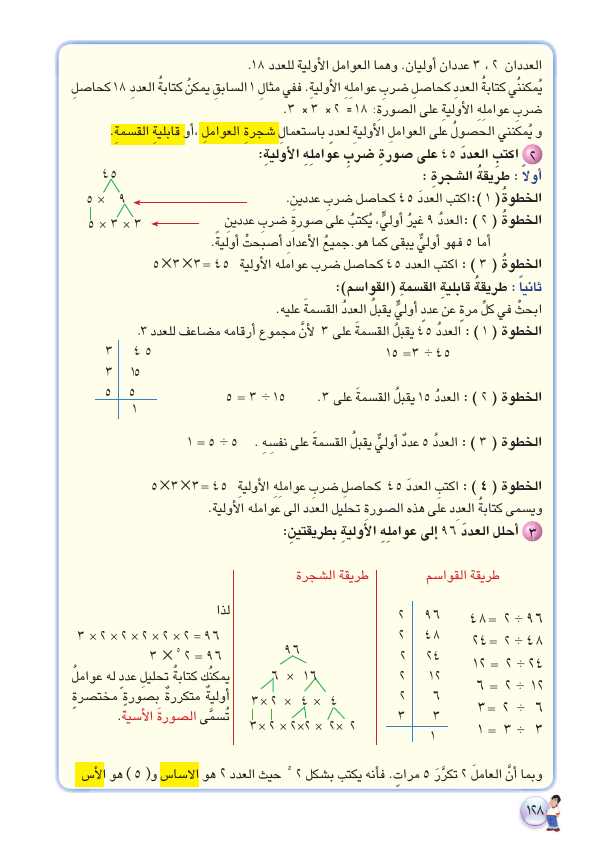 العددان ٢ ، ٣ عددان أوليان. وهما العوامل الأولية للعدد ١٨.
يُمكنُني كتابةُ العددِ كحاصلِ ضربِ عواملِهِ الأولية. ففي مثالِ ١ السابقِ يمكنُ كتابةُ العددِ ١٨ كحاصلِ
ضربِ عواملِهِ الأولية على الصورةِ: ١٨ = ٢ × ٣ × ٣.
و يُمكنني الحصولُ على العواملِ الأوليةِ لعددٍ باستعمالِ شجرةِ العواملِ ،أو قابليةِ القسمةِ.
٢ اكتبِ العددَ ٤٥ على صورةِ ضربِ عواملِهِ الأوليةِ:
أولاً : طريقةُ الشجرةِ :
الخطوةُ ( ١ ):اكتب العددَ ٤٥ كحاصل ضربِ عددينِ.
الخطوةُ ( ٢ ) : العددُ ٩ غيرُ أوليٍّ، يُكتبُ على صورةِ ضربِ عددينِ
أما ٥ فهو أوليٌّ يبقى كما هو.جميعُ الأعدادِ أصبحتْ أوليةً.
الخطوةُ ( ٣ ) : اكتب العددَ ٤٥ كحاصلِ ضربِ عوامله الأولية ٤٥ = ٣×٣×٥
٤٥
٩ × ٥
٣ × ٣ × ٥
ثانياً : طريقةُ قابليةِ القسمةِ (القواسم):
ابحثُ في كلِّ مرةٍ عن عددٍ أوليٍّ يقبلُ العددُ القسمةَ عليه.
الخطوة ( ١ ) : العددُ ٤٥ يقبلُ القسمةَ على ٣ لأنَّ مجموع أرقامه مضاعف للعدد ٣.
٤٥ ÷ ٣= ١٥
الخطوة ( ٢ ) : العددُ ١٥ يقبلُ القسمةَ على ٣. ١٥ ÷ ٣ = ٥
الخطوة ( ٣ ) : العددُ ٥ عددٌ أوليٌّ يقبلُ القسمةَ على نفسِهِ . ٥ ÷ ٥ = ١
٤٥ ٣
١٥ ٣
٥ ٥
١
الخطوة ( ٤ ) : اكتبِ العددَ ٤٥ كحاصلِ ضربِ عواملِهِ الأوليةِ ٤٥ = ٣×٣×٥
ويسمى كتابةُ العددِ على هذه الصورة تحليل العدد الى عوامله الأولية.
٣ أحلل العددَ ٩٦ إلى عواملِهِ الأوليةِ بطريقتينِ:
طريقة القواسم
٩٦ ÷ ٢ = ٤٨
٤٨ ÷ ٢ = ٢٤
٢٤ ÷ ٢ = ١٢
١٢ ÷ ٢ = ٦
٦ ÷ ٢ = ٣
٣ ÷ ٣ = ١
٩٦ ٢
٤٨ ٢
٢٤ ٢
١٢ ٢
٦ ٢
٣ ٣
١
طريقة الشجرة
٩٦
١٦ × ٦
٤ × ٤ × ٢×٣
٢ ×٢ × ٢×٢ × ٢×٣
لذا
٩٦ = ٢ × ٢ × ٢ × ٢ × ٢ × ٣
٩٦ = ٢⁵ × ٣
يمكنُكِ كتابةُ تحليلِ عددٍ له عواملُ
أوليةٌ متكررةٌ بصورةٍ مختصرةٍ
تُسمَّى الصورةَ الأسيةَ.
وبما أنَّ العاملَ ٢ تكرَّرَ ٥ مراتٍ. فأنه يكتب بشكل ٢⁵ حيث العدد ٢ هو الاساس و( ٥ ) هو الأس
١٢٨